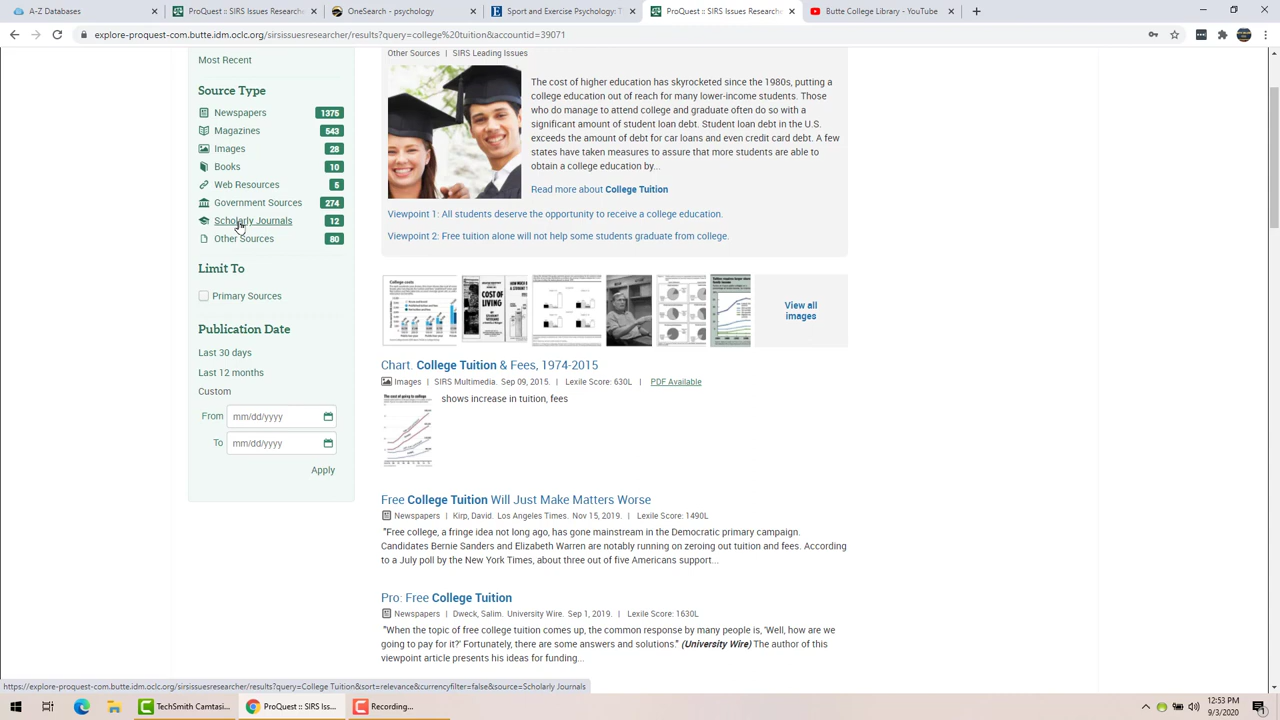 A-Z Databases
ProQuest :: SIRS Issues Researche
OneSearch - psychology
Sport and Exercise Psychology: T
ProQuest :: SIRS Issues Researche
Butte College Library - YouTube
explore-proquest-com.butte.idm.oclc.org/sirsissuesresearcher/results?query=college%20tuition&accountid=39071
Most Recent
Source Type
Newspapers 1375
Magazines 543
Images 28
Books 10
Web Resources 5
Government Sources 274
Scholarly Journals 12
Other Sources 80
Limit To
Primary Sources
Publication Date
Last 30 days
Last 12 months
Custom
From mm/dd/yyyy
To mm/dd/yyyy
Apply
Other Sources | SIRS Leading Issues
The cost of higher education has skyrocketed since the 1980s, putting a
college education out of reach for many lower-income students. Those
who do manage to attend college and graduate often do so with a
significant amount of student loan debt. Student loan debt in the U.S.
exceeds the amount of debt for car loans and even credit card debt. A few
states have taken measures to assure that more students are able to
obtain a college education by...
Read more about College Tuition
Viewpoint 1: All students deserve the opportunity to receive a college education.
Viewpoint 2: Free tuition alone will not help some students graduate from college.
College costs
COST OF
LIVING
View all
images
Chart. College Tuition & Fees, 1974-2015
Images | SIRS Multimedia. Sep 09, 2015. | Lexile Score: 630L | PDF Available
The cost of going to college
shows increase in tuition, fees
Free College Tuition Will Just Make Matters Worse
Newspapers | Kirp, David. Los Angeles Times. Nov 15, 2019. | Lexile Score: 1490L
"Free college, a fringe idea not long ago, has gone mainstream in the Democratic primary campaign.
Candidates Bernie Sanders and Elizabeth Warren are notably running on zeroing out tuition and fees. According
to a July poll by the New York Times, about three out of five Americans support...
Pro: Free College Tuition
Newspapers | Dweck, Salim. University Wire. Sep 1, 2019. | Lexile Score: 1630L
"When the topic of free college tuition comes up, the common response by many people is, 'Well, how are we
going to pay for it?' Fortunately, there are some answers and solutions." (University Wire) The author of this
viewpoint article presents his ideas for funding...
https://explore-proquest-com.butte.idm.oclc.org/sirsissuesresearcher/results?query=College Tuition&sort=relevance&currencyfilter=false&source=Scholarly Journals
TechSmith Camtasi...
ProQuest :: SIRS Iss...
Recording...
12:53 PM
9/3/2020